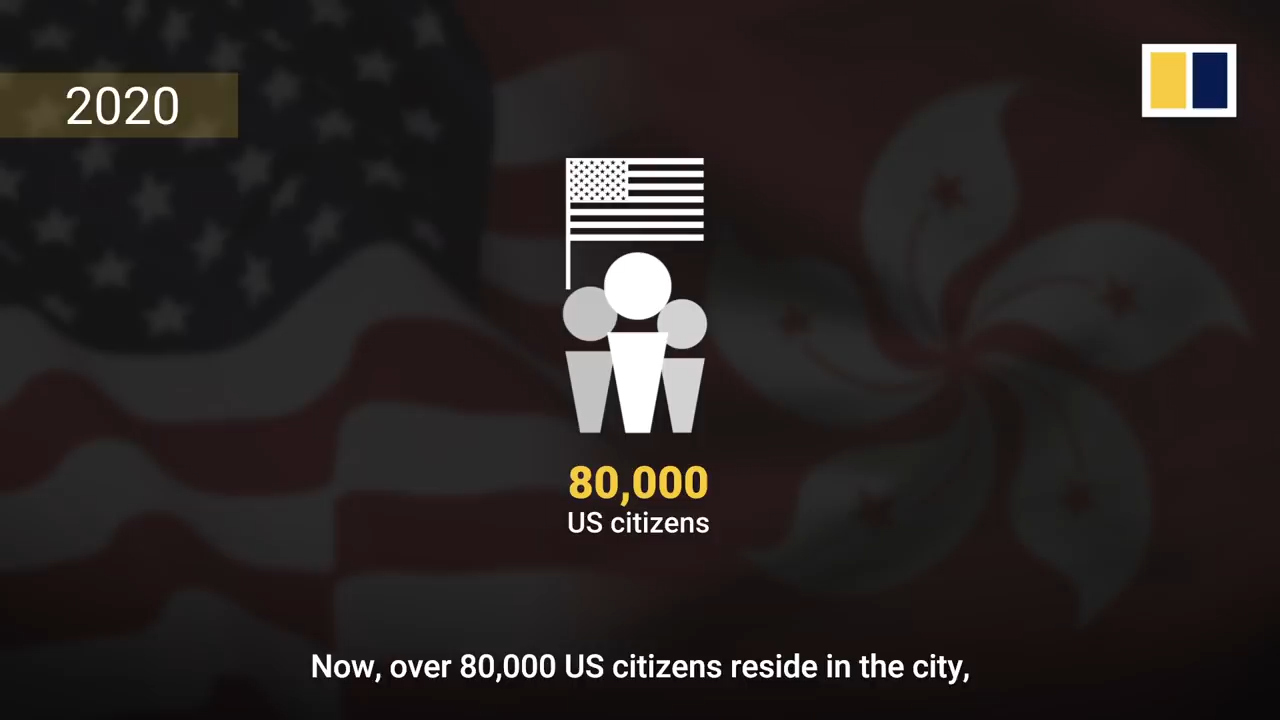 2020
80,000
US citizens
Now, over 80,000 US citizens reside in the city,